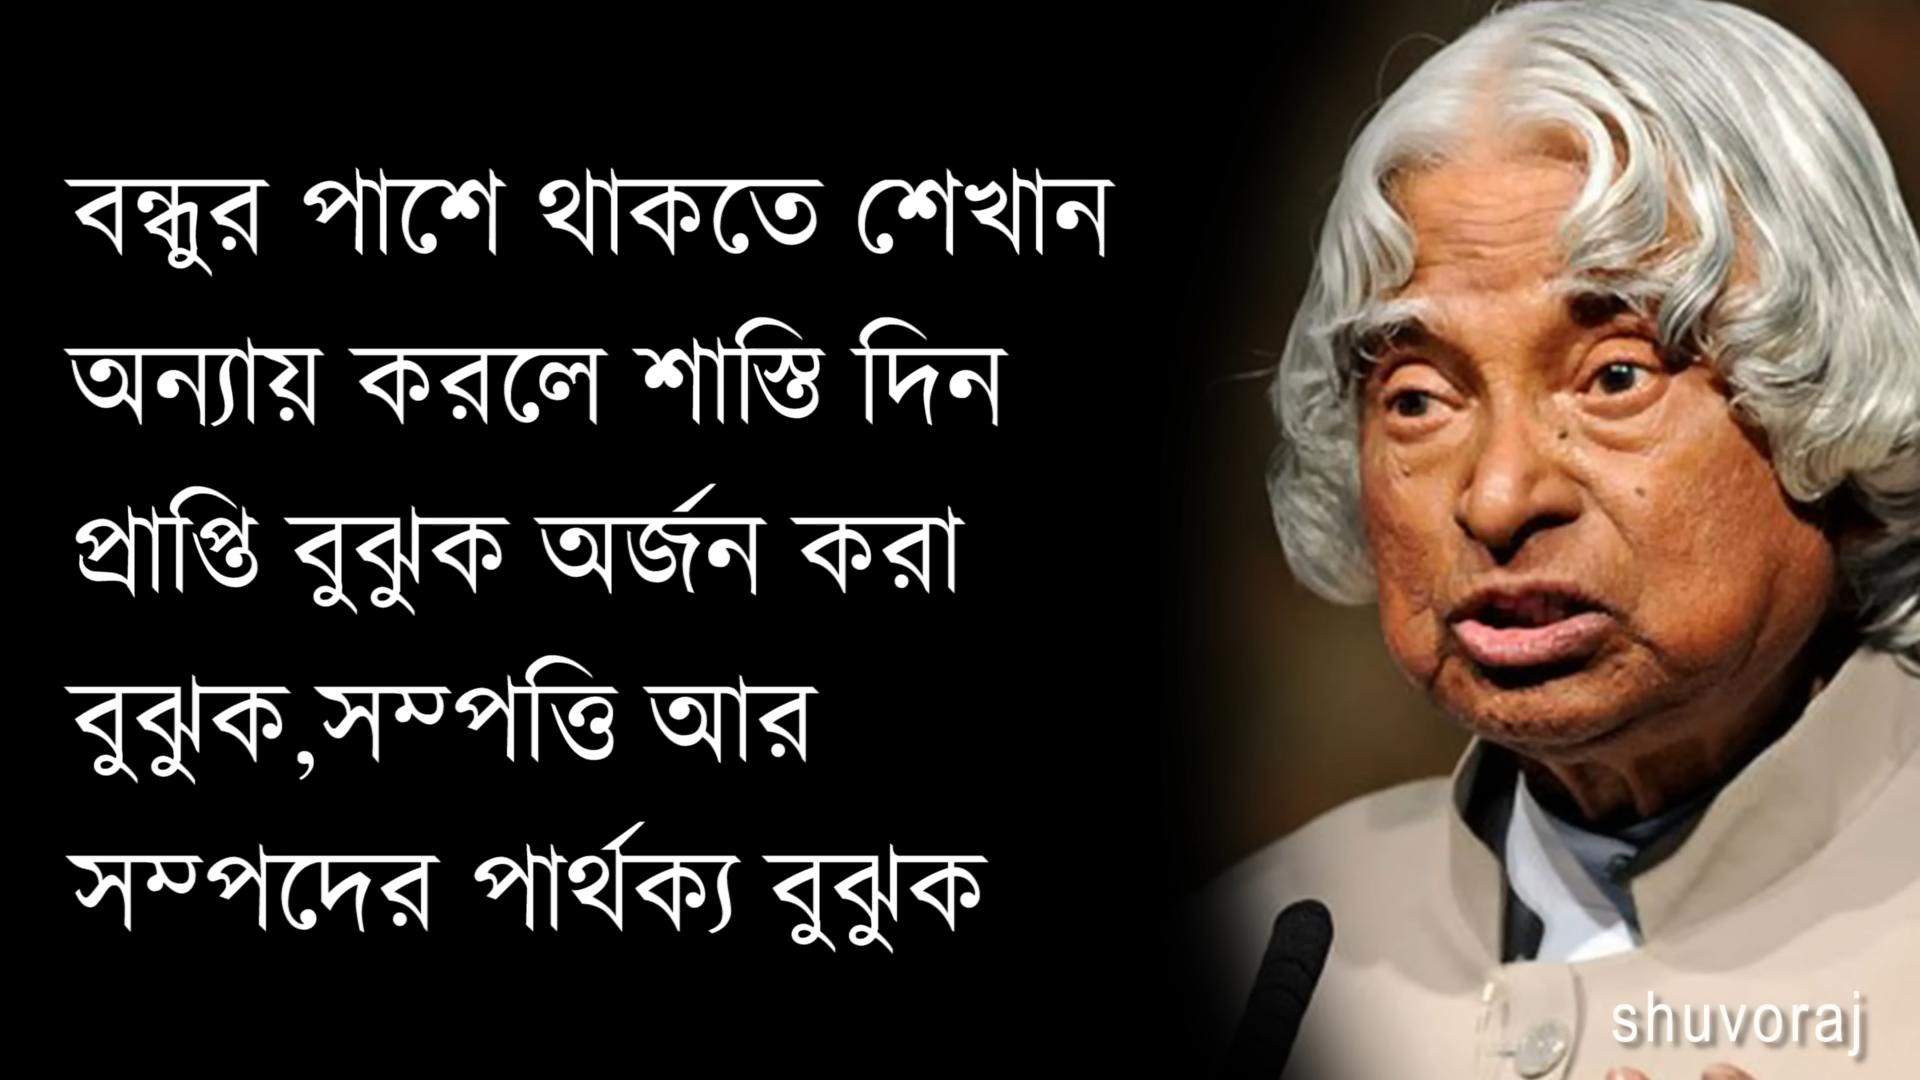 বন্ধুর পাশে থাকতে শেখান
অন্যায় করলে শাস্তি দিন
প্রাপ্তি বুঝুক অর্জন করা
বুঝুক,সম্পত্তি আর
সম্পদের পার্থক্য বুঝুক
shuvoraj